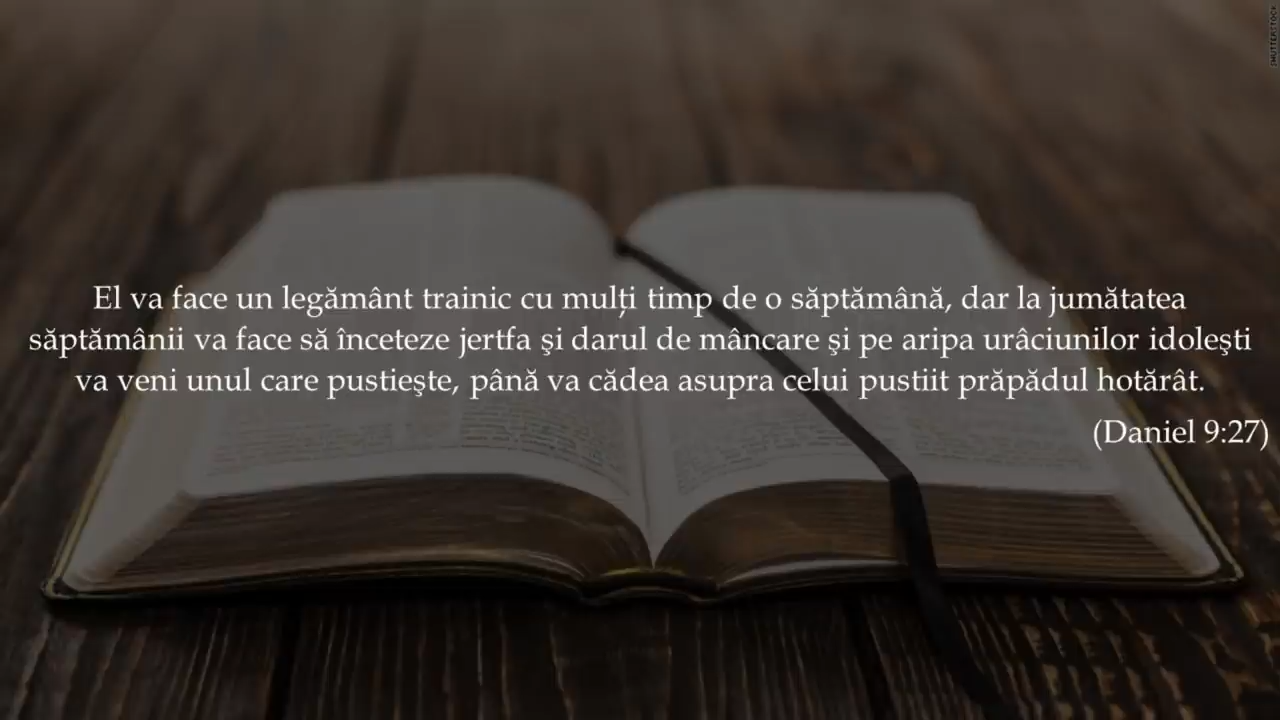 El va face un legământ trainic cu mulţi timp de o săptămână, dar la jumătatea
săptămânii va face să înceteze jertfa şi darul de mâncare şi pe aripa urâciunilor idoleşti
va veni unul care pustieşte, până va cădea asupra celui pustiit prăpădul hotărât.
(Daniel 9:27)
SHUTTERSTOCK